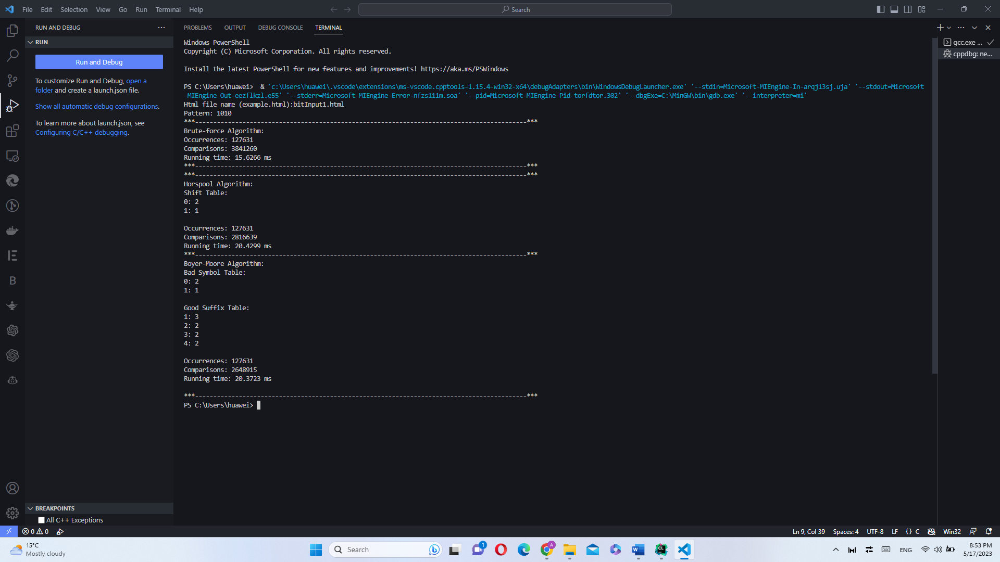 File Edit Selection View Go Run Terminal Help
Search
RUN AND DEBUG
RUN
Run and Debug
To customize Run and Debug, open a
folder and create a launch.json file.
Show all automatic debug configurations.
To learn more about launch.json, see
Configuring C/C++ debugging.
BREAKPOINTS
All C++ Exceptions
PROBLEMS OUTPUT DEBUG CONSOLE TERMINAL
gcc.exe ...
cppdbg: ne...
Windows PowerShell
Copyright (C) Microsoft Corporation. All rights reserved.
Install the latest PowerShell for new features and improvements! https://aka.ms/PSWindows
PS C:\Users\huawei>  & 'c:\Users\huawei\.vscode\extensions\ms-vscode.cpptools-1.15.4-win32-x64\debugAdapters\bin\WindowsDebugLauncher.exe' '--stdin=Microsoft-MIEngine-In-arqj13sj.uja' '--stdout=Microsoft
-MIEngine-Out-eezflkzl.e55' '--stderr=Microsoft-MIEngine-Error-nfzs111m.soa' '--pid=Microsoft-MIEngine-Pid-torfdtor.302' '--dbgExe=C:\MinGW\bin\gdb.exe' '--interpreter=mi'
Html file name (example.html):bitInput1.html
Pattern: 1010
***-------------------------------------------------------------------------------------------***
Brute-force Algorithm:
Occurrences: 127631
Comparisons: 3841260
Running time: 15.6266 ms
***-------------------------------------------------------------------------------------------***
***-------------------------------------------------------------------------------------------***
Horspool Algorithm:
Shift Table:
0: 2
1: 1
Occurrences: 127631
Comparisons: 2816639
Running time: 20.4299 ms
***-------------------------------------------------------------------------------------------***
Boyer-Moore Algorithm:
Bad Symbol Table:
0: 2
1: 1
Good Suffix Table:
1: 3
2: 2
3: 2
4: 2
Occurrences: 127631
Comparisons: 2648915
Running time: 20.3723 ms
***-------------------------------------------------------------------------------------------***
PS C:\Users\huawei>
0 0
Ln 9, Col 39 Spaces: 4 UTF-8 LF {} C Win32
15°C
Mostly cloudy
Search
1
A
W
CL
ENG
8:53 PM
5/17/2023